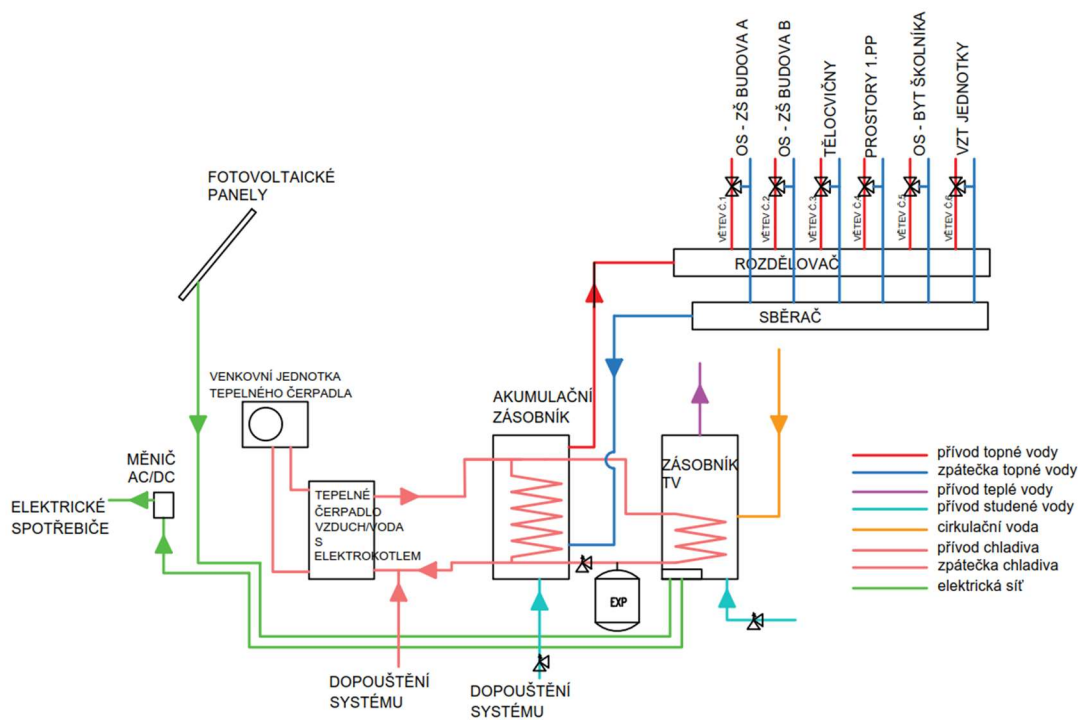 OS - ZŠ BUDOVA A
OS - ZŠ BUDOVA B
TĚLOCVIČNY
PROSTORY 1.PP
OS - BYT ŠKOLNÍKA
VZT JEDNOTKY
VĚTEV Č.1
VĚTEV Č.2
VĚTEV Č.3
VĚTEV Č.4
VĚTEV Č.5
VĚTEV Č.6
FOTOVOLTAICKÉ
PANELY
ROZDĚLOVAČ
SBĚRAČ
VENKOVNÍ JEDNOTKA
TEPELNÉHO ČERPADLA
AKUMULAČNÍ
ZÁSOBNÍK
MĚNIČ
AC/DC
ELEKTRICKÉ
SPOTŘEBIČE
TEPELNÉ
ČERPADLO
VZDUCH/VODA
S
ELEKTROKOTLEM
ZÁSOBNÍK
TV
EXP
přívod topné vody
zpátečka topné vody
přívod teplé vody
přívod studené vody
cirkulační voda
přívod chladiva
zpátečka chladiva
elektrická síť
DOPOUŠTĚNÍ
SYSTÉMU
DOPOUŠTĚNÍ
SYSTÉMU